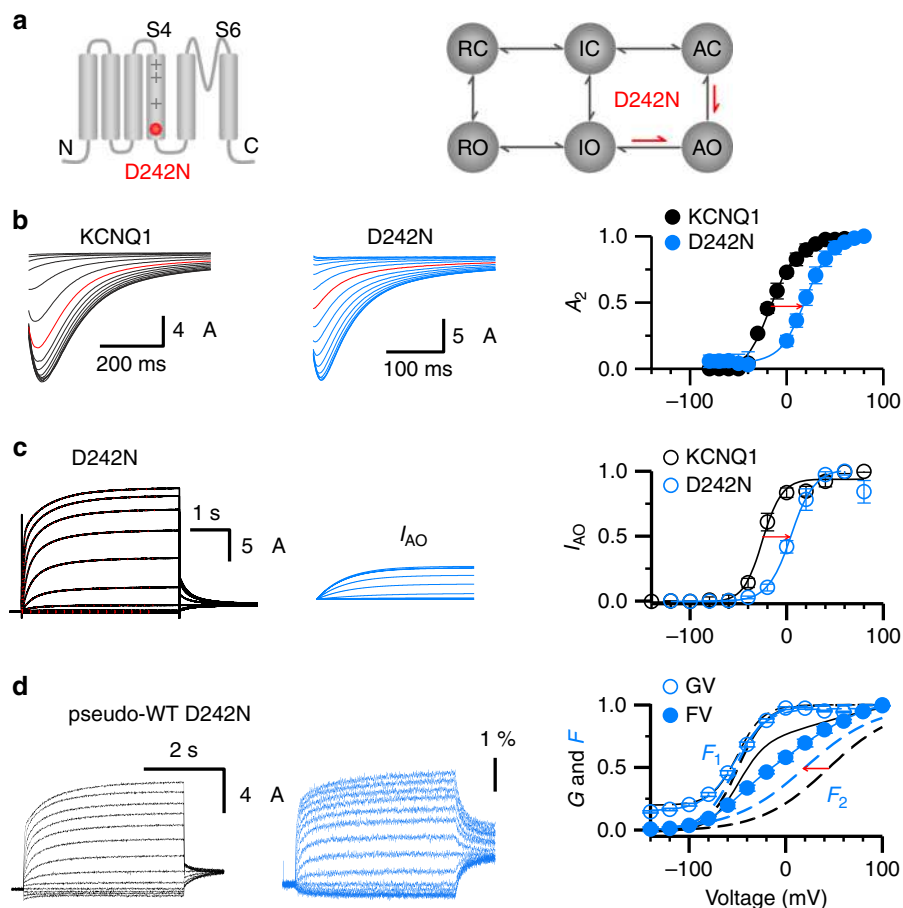 a
S4 S6
+
+
+
N C
D242N
RC IC AC
D242N
RO IO AO
b
KCNQ1
4 A
200 ms
D242N
5 A
100 ms
KCNQ1
D242N
A2
1.0
0.5
0.0
–100 0 100
c
D242N
1 s
5 A
IAO
KCNQ1
D242N
IAO
1.0
0.5
0.0
–100 0 100
d
pseudo-WT D242N
2 s
4 A
1 %
GV
FV
G and F
1.0
0.5
0.0
F1
F2
–100 0 100
Voltage (mV)